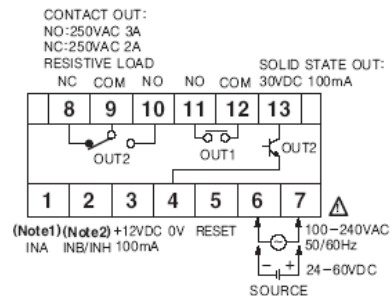 CONTACT OUT:
NO:250VAC 3A
NC:250VAC 2A
RESISTIVE LOAD
SOLID STATE OUT:
30VDC 100mA
NC COM NO NO COM
8 9 10 11 12 13
OUT2 OUT1 OUT2
1 2 3 4 5 6 7
(Note1) (Note2) +12VDC 0V RESET
INA INB/INH 100mA
100-240VAC
50/60Hz
24-60VDC
SOURCE